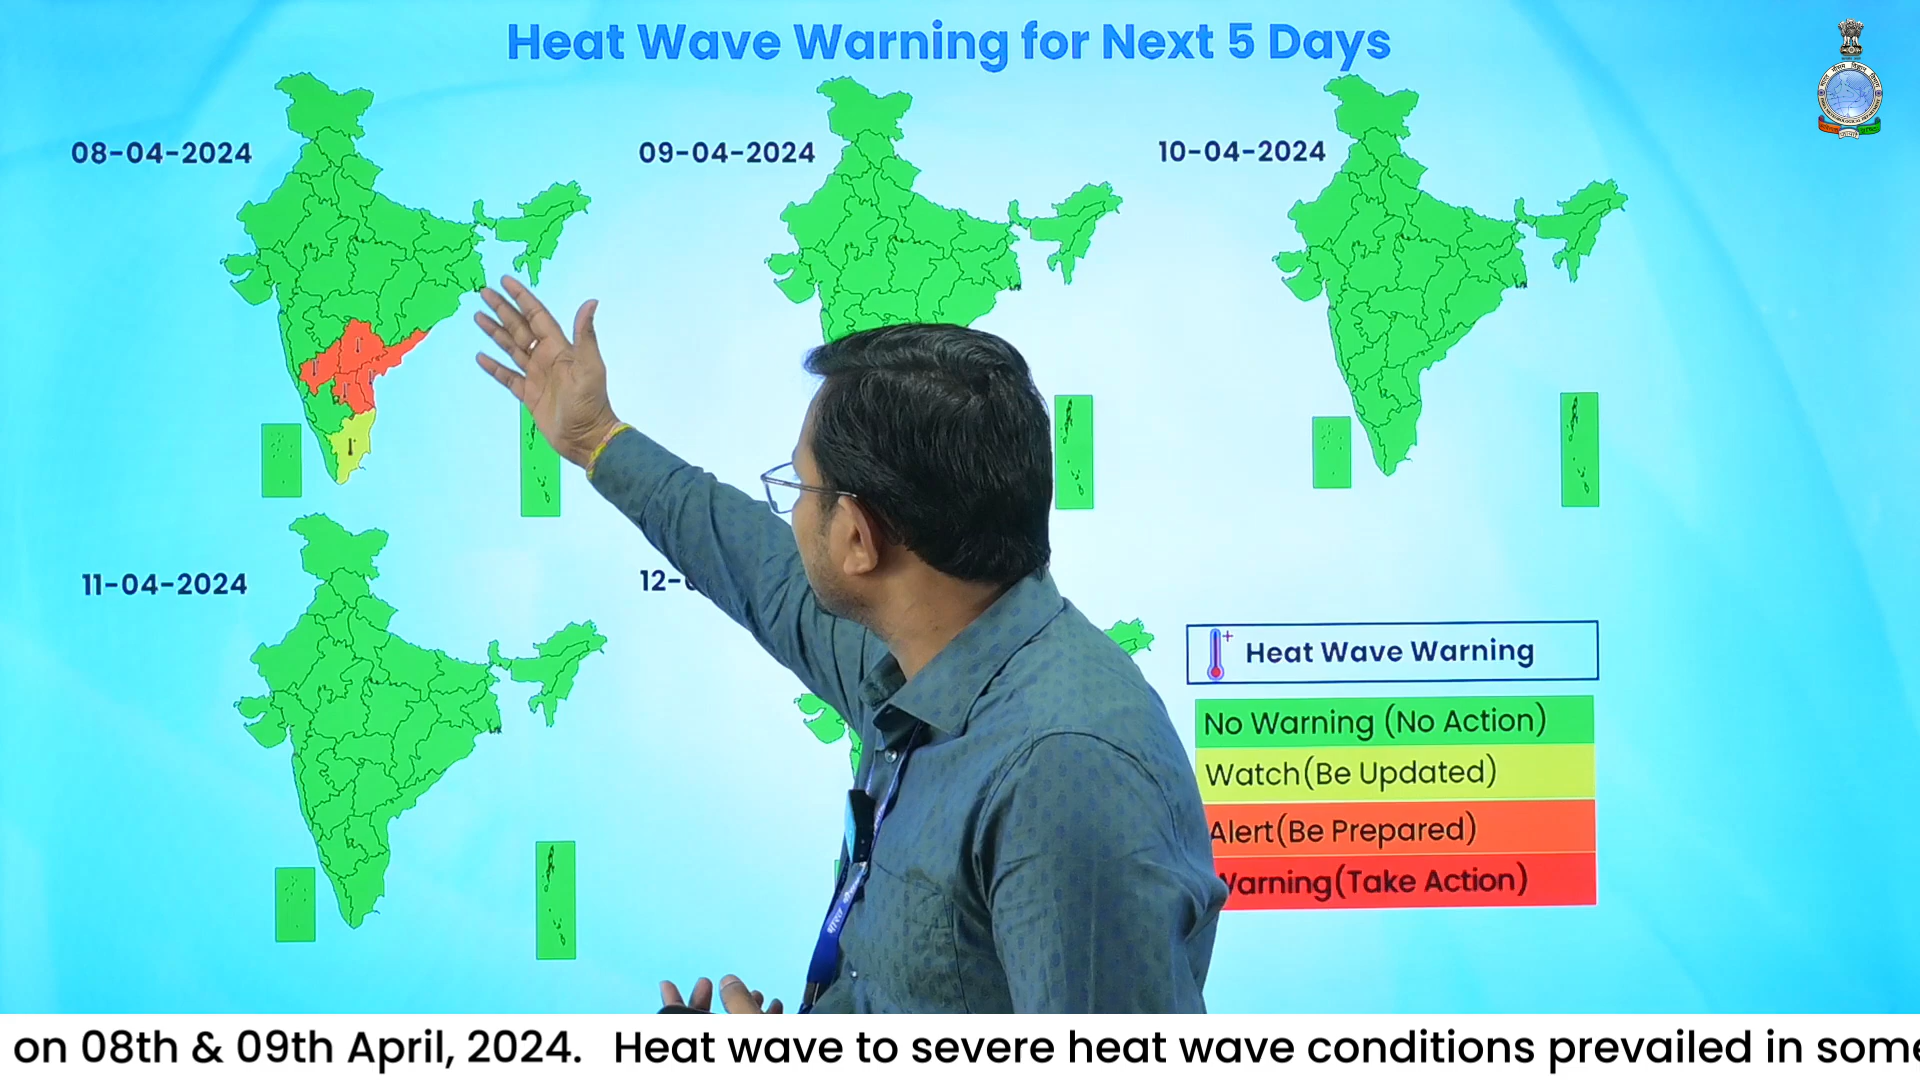 Heat Wave Warning for Next 5 Days
08-04-2024
09-04-2024
10-04-2024
11-04-2024
Heat Wave Warning
No Warning (No Action)
Watch(Be Updated)
Alert(Be Prepared)
Warning(Take Action)
on 08th & 09th April, 2024. Heat wave to severe heat wave conditions prevailed in some